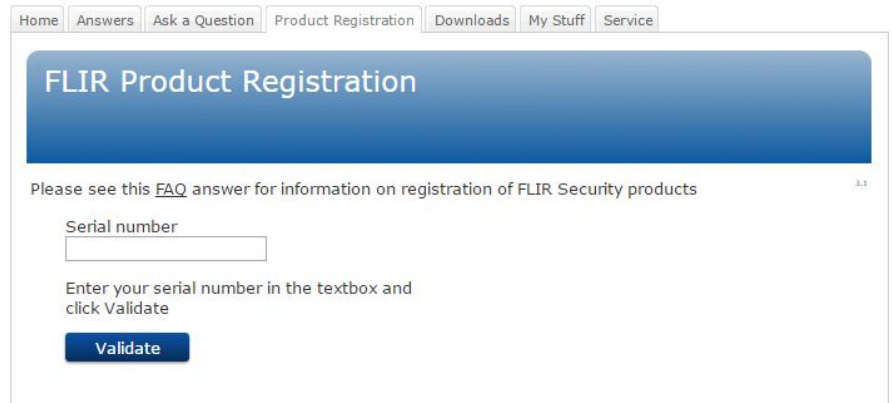 Home Answers Ask a Question Product Registration Downloads My Stuff Service
FLIR Product Registration
Please see this FAQ answer for information on registration of FLIR Security products
3.1
Serial number
Enter your serial number in the textbox and
click Validate
Validate